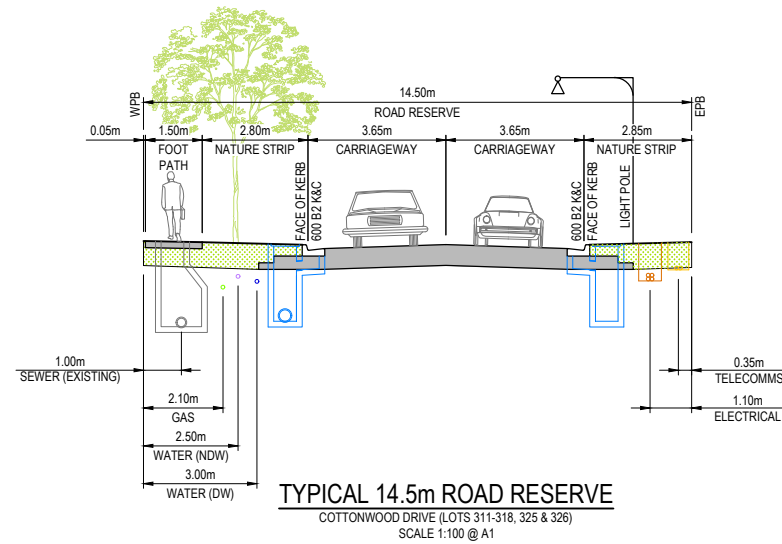 WPB
14.50m
ROAD RESERVE
EPB
0.05m
1.50m
FOOT
PATH
2.80m
NATURE STRIP
3.65m
CARRIAGEWAY
3.65m
CARRIAGEWAY
2.85m
NATURE STRIP
FACE OF KERB
600 B2 K&C
600 B2 K&C
FACE OF KERB
LIGHT POLE
1.00m
SEWER (EXISTING)
2.10m
GAS
2.50m
WATER (NDW)
3.00m
WATER (DW)
0.35m
TELECOMMS
1.10m
ELECTRICAL
TYPICAL 14.5m ROAD RESERVE
COTTONWOOD DRIVE (LOTS 311-318, 325 & 326)
SCALE 1:100 @ A1